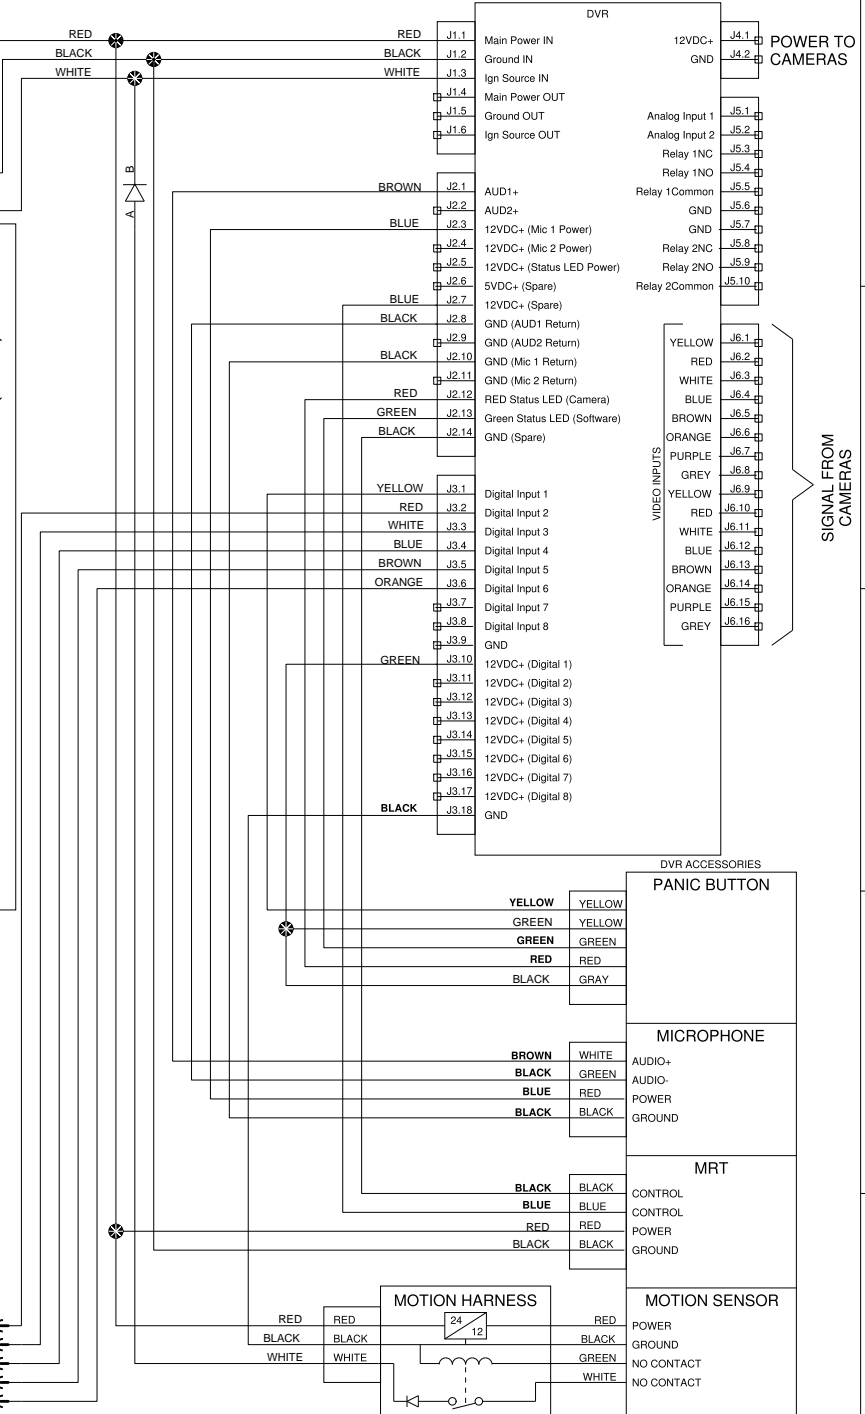 DVR
RED RED J1.1 Main Power IN 12VDC+ J4.1
BLACK BLACK J1.2 Ground IN GND J4.2
POWER TO
CAMERAS
WHITE WHITE J1.3 Ign Source IN
J1.4 Main Power OUT
J1.5 Ground OUT Analog Input 1 J5.1
J1.6 Ign Source OUT Analog Input 2 J5.2
Relay 1NC J5.3
B
Relay 1NO J5.4
BROWN J2.1 AUD1+ Relay 1Common J5.5
A
J2.2 AUD2+ GND J5.6
BLUE J2.3 12VDC+ (Mic 1 Power) GND J5.7
J2.4 12VDC+ (Mic 2 Power) Relay 2NC J5.8
J2.5 12VDC+ (Status LED Power) Relay 2NO J5.9
J2.6 5VDC+ (Spare) Relay 2Common J5.10
BLUE J2.7 12VDC+ (Spare)
BLACK J2.8 GND (AUD1 Return)
J2.9 GND (AUD2 Return) YELLOW J6.1
BLACK J2.10 GND (Mic 1 Return) RED J6.2
J2.11 GND (Mic 2 Return) WHITE J6.3
RED J2.12 RED Status LED (Camera) BLUE J6.4
GREEN J2.13 Green Status LED (Software) BROWN J6.5
BLACK J2.14 GND (Spare) ORANGE J6.6
PURPLE J6.7
GREY J6.8
VIDEO INPUTS
SIGNAL FROM
CAMERAS
YELLOW J3.1 Digital Input 1 YELLOW J6.9
RED J3.2 Digital Input 2 RED J6.10
WHITE J3.3 Digital Input 3 WHITE J6.11
BLUE J3.4 Digital Input 4 BLUE J6.12
BROWN J3.5 Digital Input 5 BROWN J6.13
ORANGE J3.6 Digital Input 6 ORANGE J6.14
J3.7 Digital Input 7 PURPLE J6.15
J3.8 Digital Input 8 GREY J6.16
J3.9 GND
GREEN J3.10 12VDC+ (Digital 1)
J3.11 12VDC+ (Digital 2)
J3.12 12VDC+ (Digital 3)
J3.13 12VDC+ (Digital 4)
J3.14 12VDC+ (Digital 5)
J3.15 12VDC+ (Digital 6)
J3.16 12VDC+ (Digital 7)
J3.17 12VDC+ (Digital 8)
BLACK J3.18 GND
DVR ACCESSORIES
PANIC BUTTON
YELLOW YELLOW
GREEN YELLOW
GREEN GREEN
RED RED
BLACK GRAY
MICROPHONE
BROWN WHITE AUDIO+
BLACK GREEN AUDIO-
BLUE RED POWER
BLACK BLACK GROUND
MRT
BLACK BLACK CONTROL
BLUE BLUE CONTROL
RED RED POWER
BLACK BLACK GROUND
MOTION HARNESS MOTION SENSOR
RED RED 24 12 RED POWER
BLACK BLACK BLACK GROUND
WHITE WHITE GREEN NO CONTACT
WHITE NO CONTACT